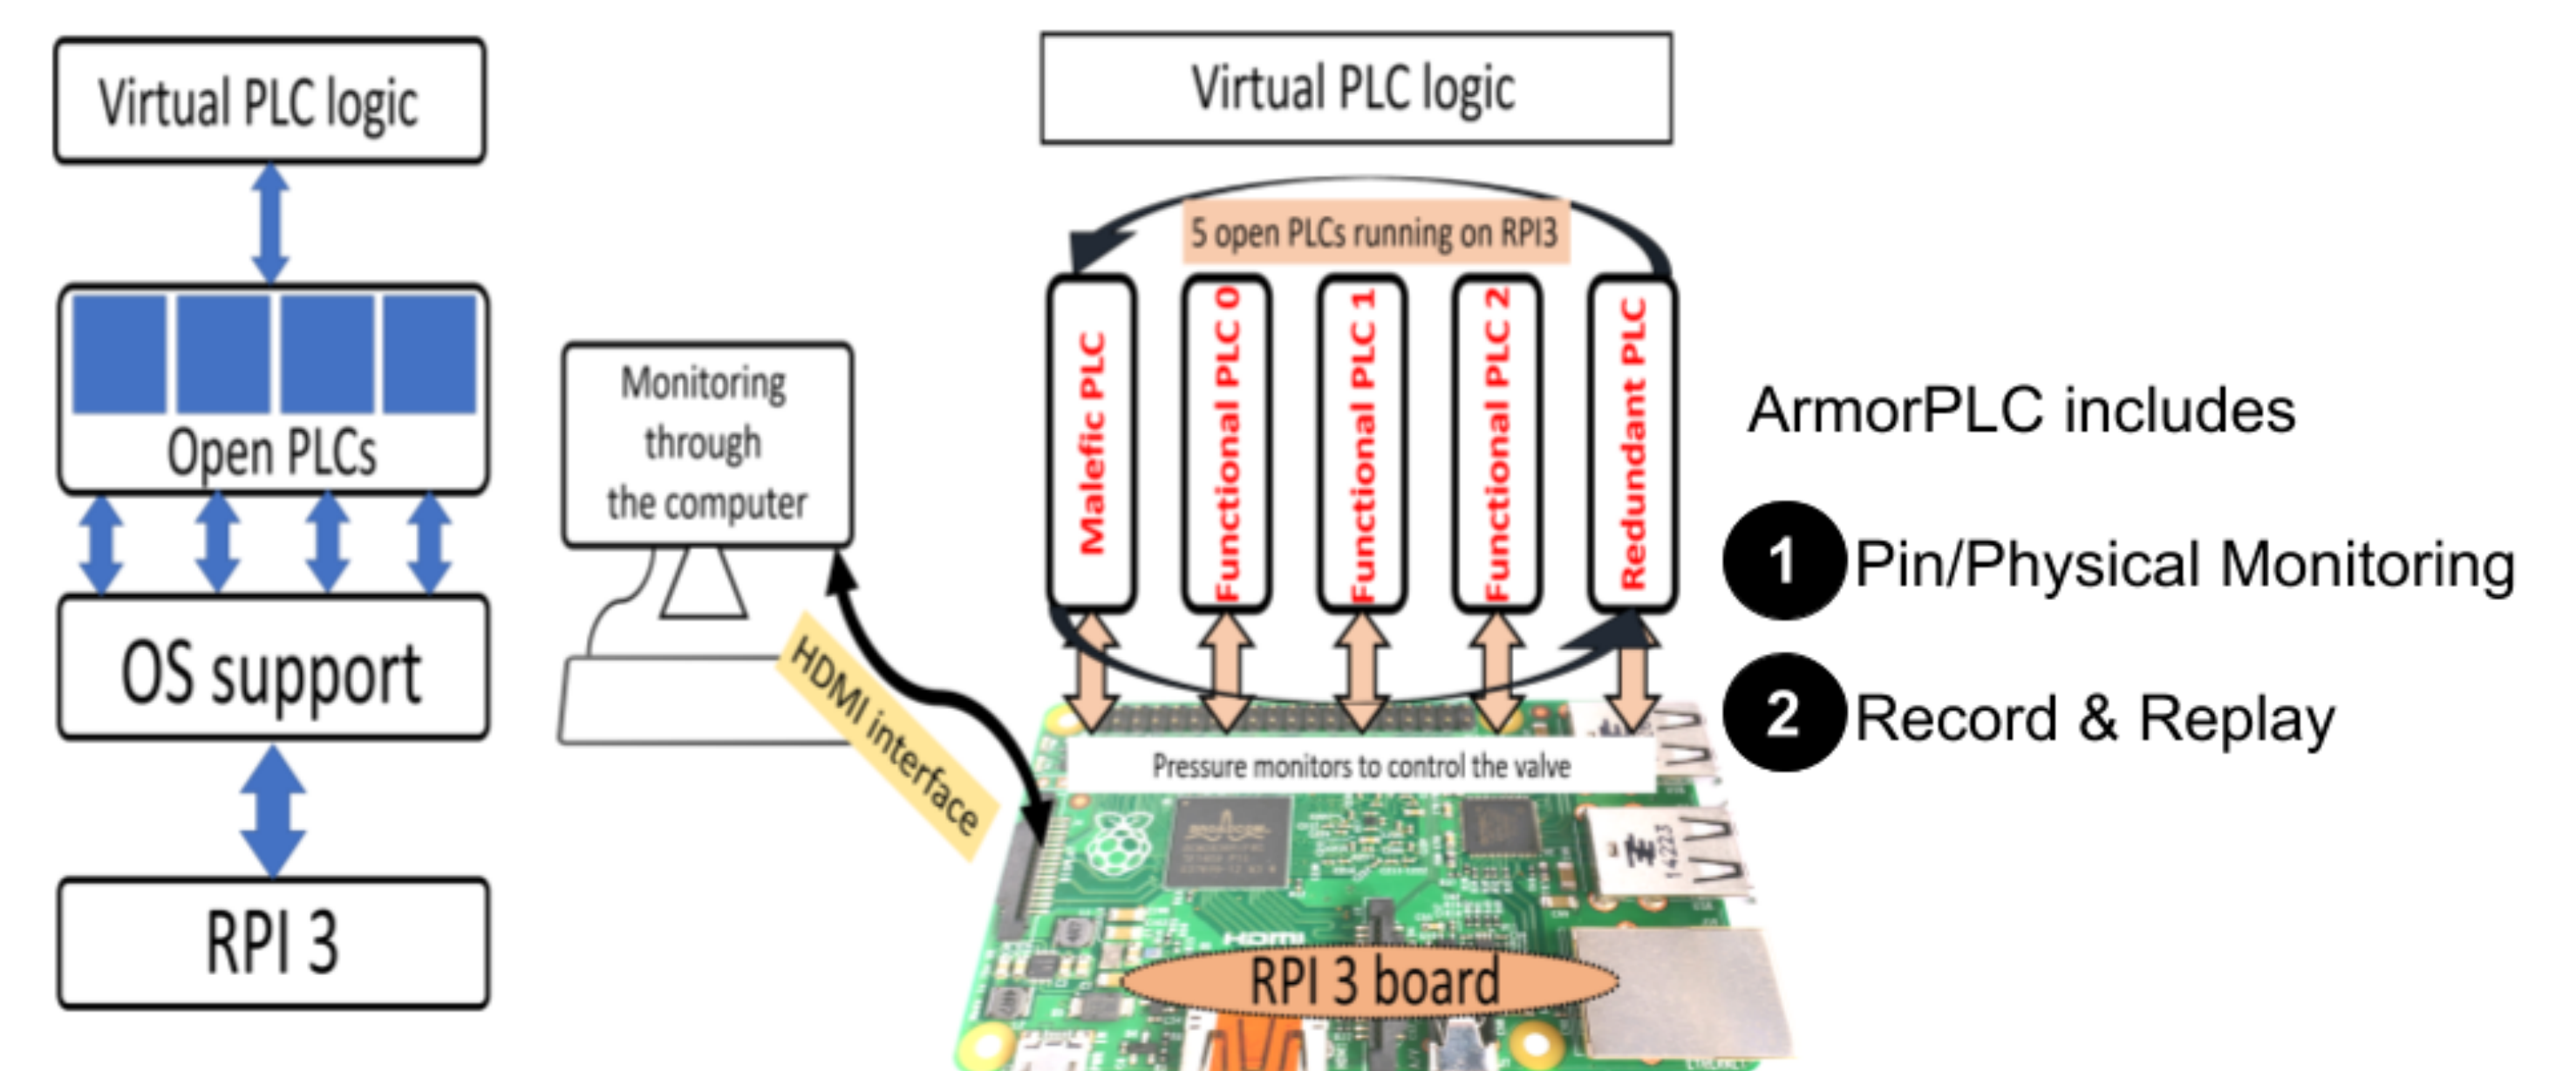 Virtual PLC logic
Open PLCs
OS support
RPI 3
Monitoring
through
the computer
HDMI interface
Virtual PLC logic
5 open PLCs running on RPI3
Malefic PLC
Functional PLC 0
Functional PLC 1
Functional PLC 2
Redundant PLC
Pressure monitors to control the valve
14223
HDMI
RPI 3 board
ArmorPLC includes
1 Pin/Physical Monitoring
2 Record & Replay